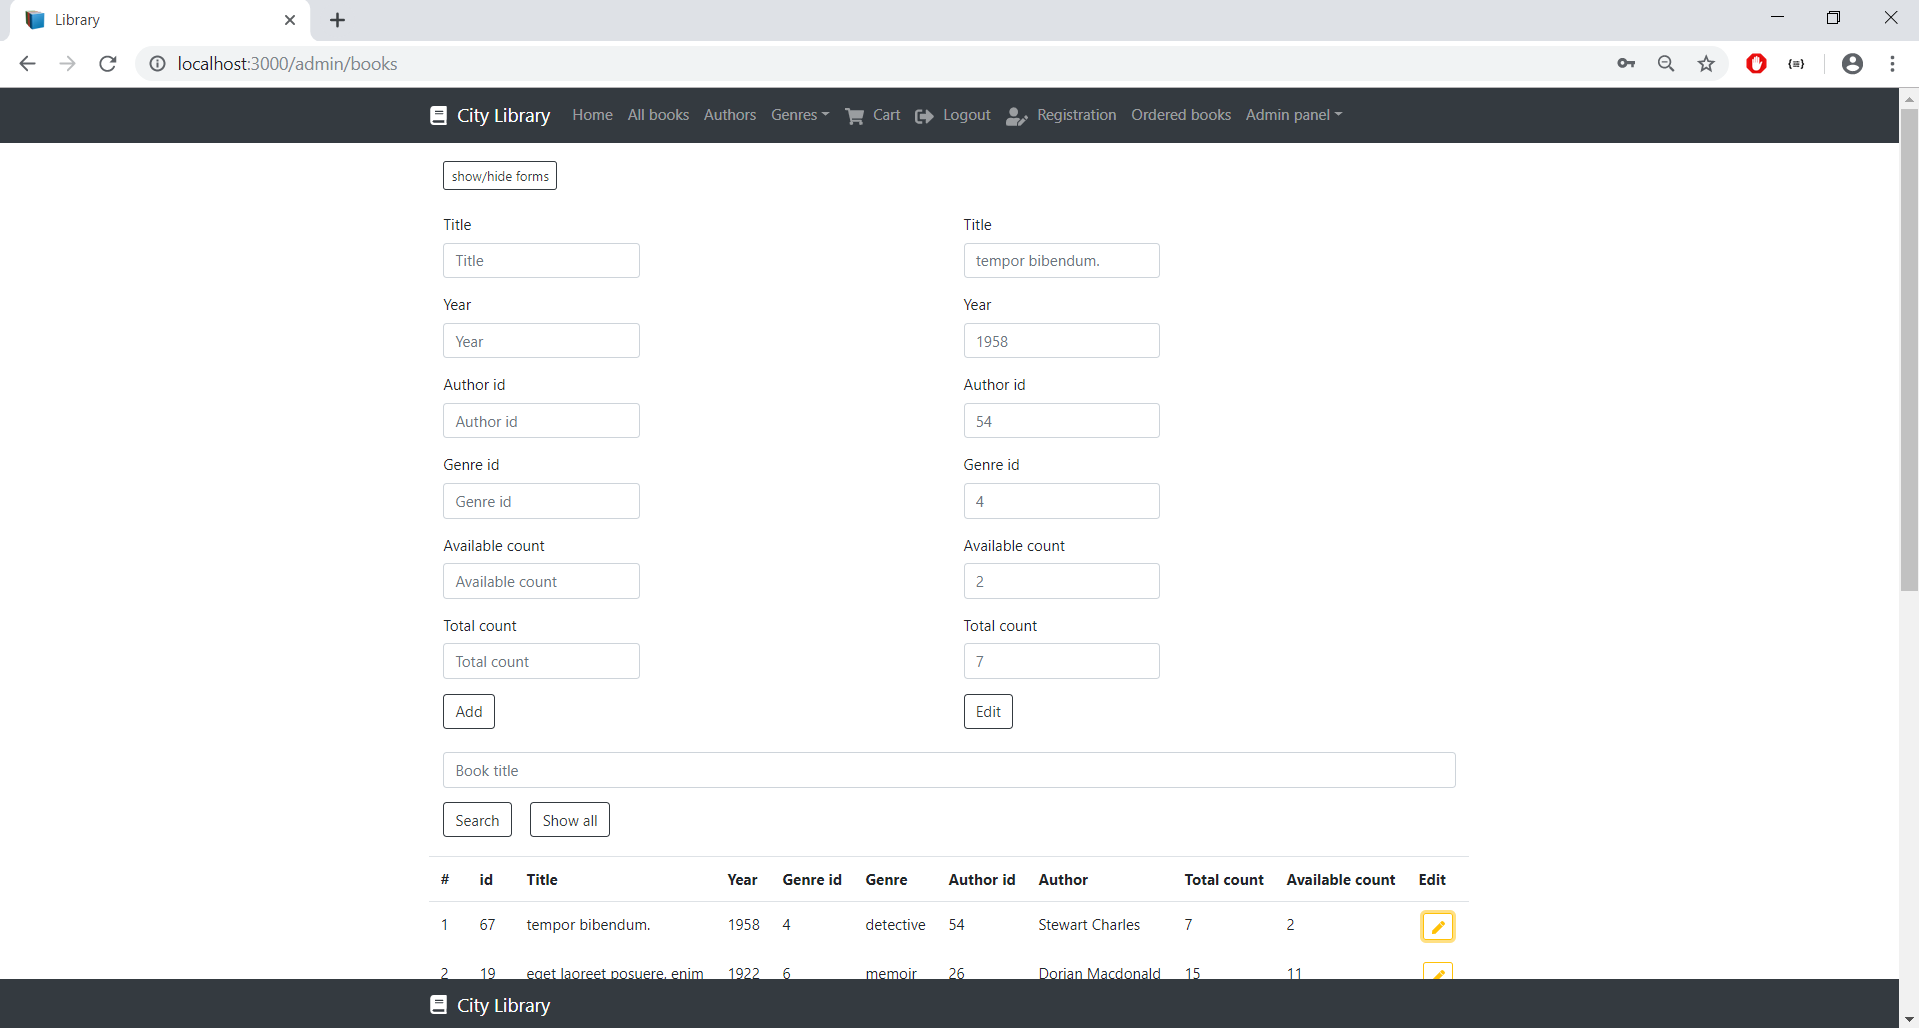 Library
localhost:3000/admin/books
City Library Home All books Authors Genres Cart Logout Registration Ordered books Admin panel
show/hide forms
Title Title
Title tempor bibendum.
Year Year
Year 1958
Author id Author id
Author id 54
Genre id Genre id
Genre id 4
Available count Available count
Available count 2
Total count Total count
Total count 7
Add Edit
Book title
Search Show all
# id Title Year Genre id Genre Author id Author Total count Available count Edit
1 67 tempor bibendum. 1958 4 detective 54 Stewart Charles 7 2
2 19 eget laoreet posuere, enim 1922 6 memoir 26 Dorian Macdonald 15 11
City Library